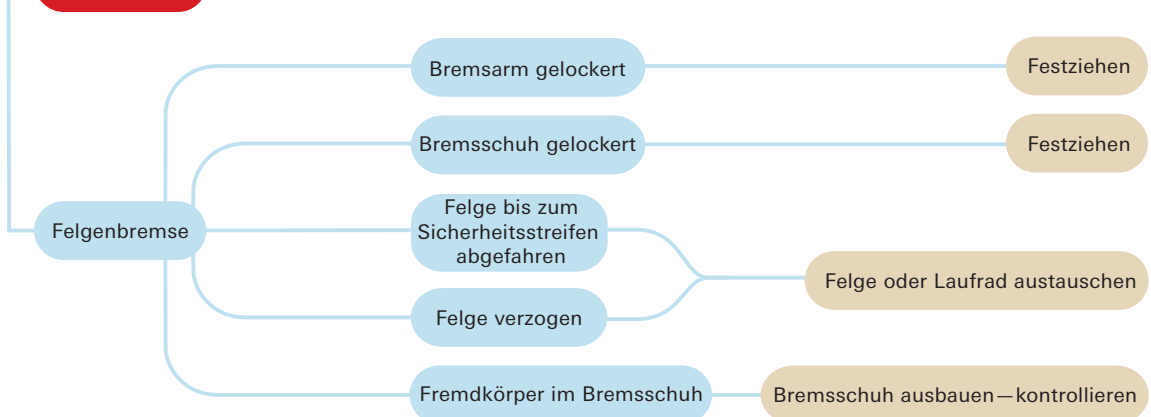 Bremsarm gelockert
Festziehen
Bremsschuh gelockert
Festziehen
Felgenbremse
Felge bis zum
Sicherheitsstreifen
abgefahren
Felge oder Laufrad austauschen
Felge verzogen
Fremdkörper im Bremsschuh
Bremsschuh ausbauen—kontrollieren